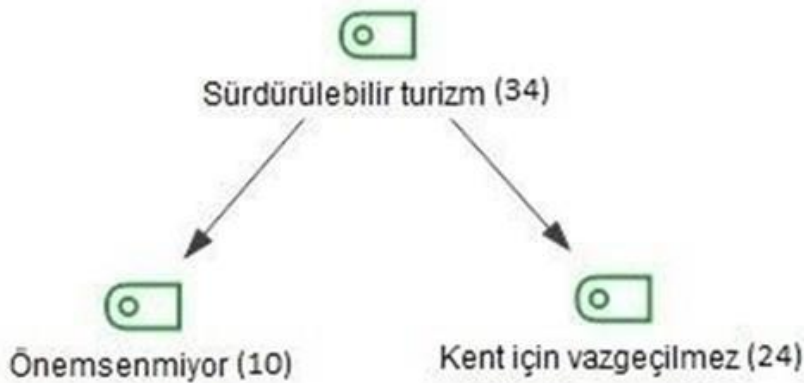 Sürdürülebilir turizm (34)
Önemsenmiyor (10)
Kent için vazgeçilmez (24)